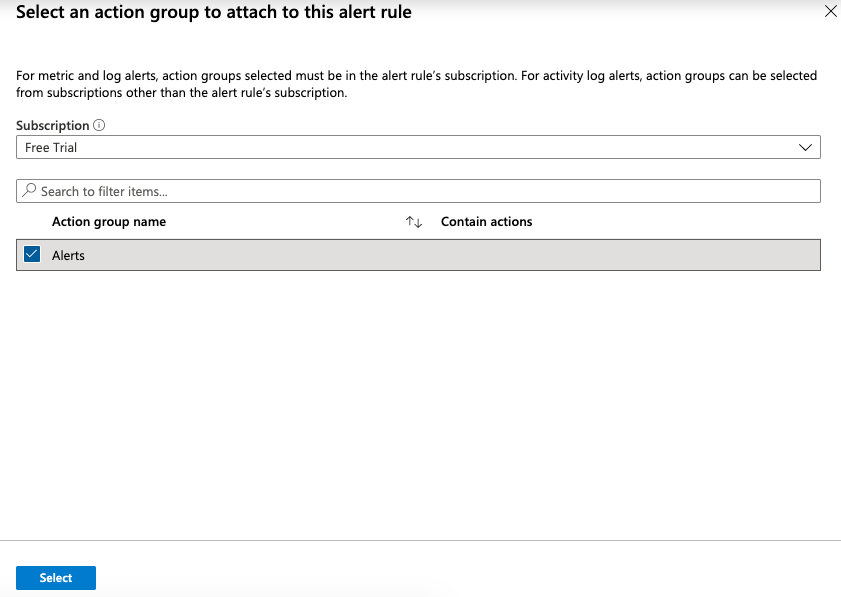 Select an action group to attach to this alert rule
For metric and log alerts, action groups selected must be in the alert rule's subscription. For activity log alerts, action groups can be selected
from subscriptions other than the alert rule's subscription.
Subscription
Free Trial
Search to filter items...
Action group name Contain actions
Alerts
Select